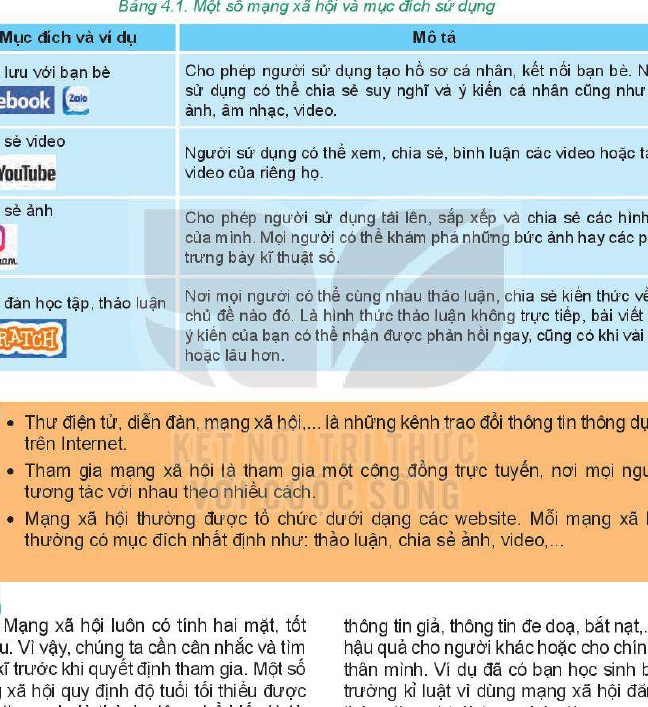 Bảng 4.1. Một số mạng xã hội và mục đích sử dụng
Mục đích và ví dụ
Mô tả
lưu với bạn bè
ebook Zalo
Cho phép người sử dụng tạo hồ sơ cá nhân, kết nối bạn bè. N
sử dụng có thể chia sẻ suy nghĩ và ý kiến cá nhân cũng như
ảnh, âm nhạc, video.
sẻ video
YouTube
Người sử dụng có thể xem, chia sẻ, bình luận các video hoặc tả
video của riêng họ.
sẻ ảnh
am
Cho phép người sử dụng tải lên, sắp xếp và chia sẻ các hình
của mình. Mọi người có thể khám phá những bức ảnh hay các p
trưng bày kĩ thuật số.
đàn học tập, thảo luận
RATCH
Nơi mọi người có thể cùng nhau thảo luận, chia sẻ kiến thức về
chủ đề nào đó. Là hình thức thảo luận không trực tiếp, bài viết
ý kiến của bạn có thể nhận được phản hồi ngay, cũng có khi vài
hoặc lâu hơn.
• Thư điện tử, diễn đàn, mạng xã hội,... là những kênh trao đổi thông tin thông dụ
trên Internet.
• Tham gia mạng xã hội là tham gia một cộng đồng trực tuyến, nơi mọi ngư
tương tác với nhau theo nhiều cách.
• Mạng xã hội thường được tổ chức dưới dạng các website. Mỗi mạng xã h
thường có mục đích nhất định như: thảo luận, chia sẻ ảnh, video,...
KẾT NỐI TRI THỨC
VỚI CUỘC SỐNG
Mạng xã hội luôn có tính hai mặt, tốt
u. Vì vậy, chúng ta cần cân nhắc và tìm
kĩ trước khi quyết định tham gia. Một số
xã hội quy định độ tuổi tối thiểu được
thông tin giả, thông tin đe doạ, bắt nạt,..
hậu quả cho người khác hoặc cho chín
thân mình. Ví dụ đã có bạn học sinh b
trường kỉ luật vì dùng mạng xã hội đă